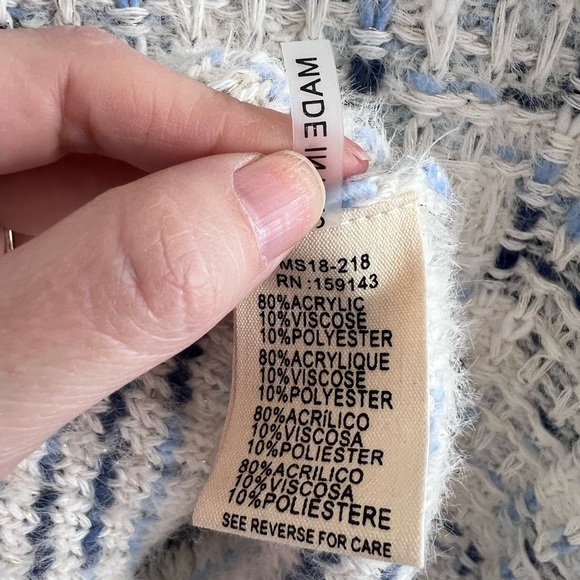 MADE IN
MS18-218
RN:159143
80%ACRYLIC
10%VISCOSE
10%POLYESTER
80%ACRYLIQUE
10%VISCOSE
10%POLYESTER
80%ACRÍLICO
10%VISCOSA
10%POLIÉSTER
80%ACRILICO
10%VISCOSA
10%POLIESTERE
SEE REVERSE FOR CARE